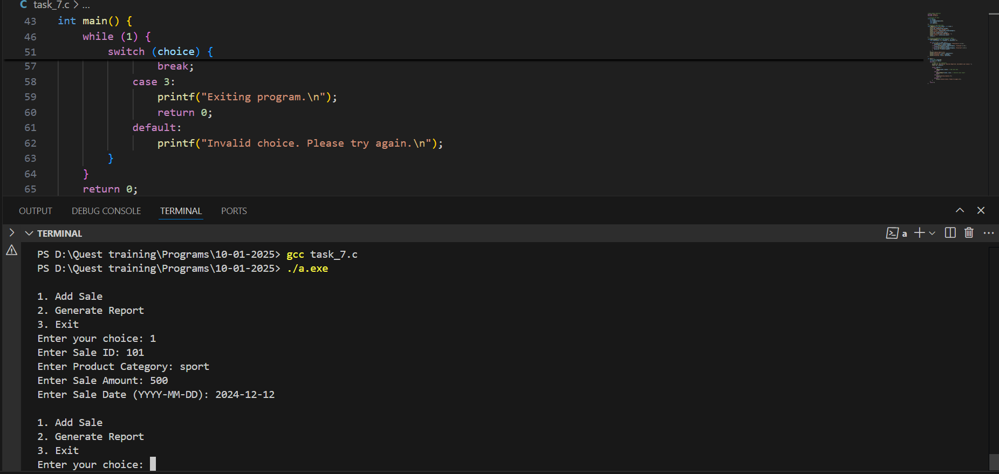 C task_7.c > ...
43 int main() {
46 while (1) {
51 switch (choice) {
57 break;
58 case 3:
59 printf("Exiting program.\n");
60 return 0;
61 default:
62 printf("Invalid choice. Please try again.\n");
63 }
64 }
65 return 0;
OUTPUT DEBUG CONSOLE TERMINAL PORTS
TERMINAL
a
PS D:\Quest training\Programs\10-01-2025> gcc task_7.c
PS D:\Quest training\Programs\10-01-2025> ./a.exe
1. Add Sale
2. Generate Report
3. Exit
Enter your choice: 1
Enter Sale ID: 101
Enter Product Category: sport
Enter Sale Amount: 500
Enter Sale Date (YYYY-MM-DD): 2024-12-12
1. Add Sale
2. Generate Report
3. Exit
Enter your choice: